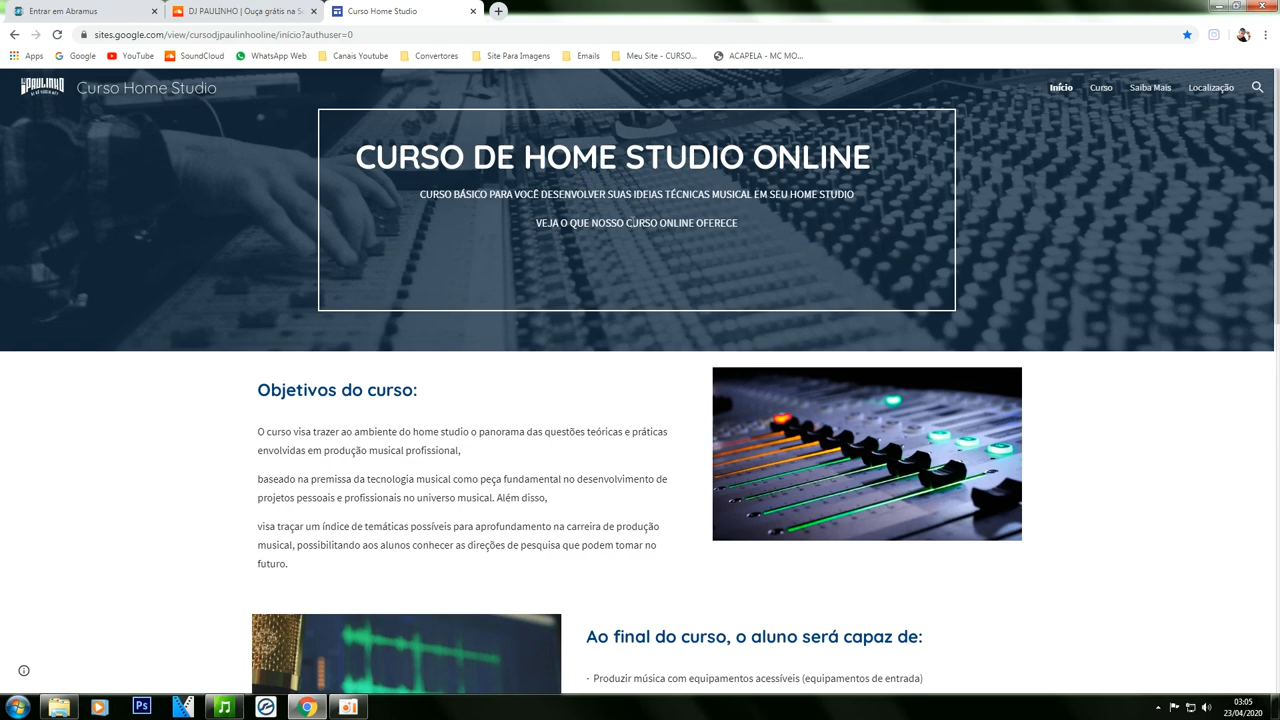 Entrar em Abramus
DJ PAULINHO | Ouça grátis na So
Curso Home Studio
sites.google.com/view/cursodjpaulinhooline/início?authuser=0
Apps
Google
YouTube
SoundCloud
WhatsApp Web
Canais Youtube
Convertores
Site Para Imagens
Emails
Meu Site - CURSO...
ACAPELA - MC MO...
PAULINHO
Curso Home Studio
Início
Curso
Saiba Mais
Localização
CURSO DE HOME STUDIO ONLINE
CURSO BÁSICO PARA VOCÊ DESENVOLVER SUAS IDEIAS TÉCNICAS MUSICAL EM SEU HOME STUDIO
VEJA O QUE NOSSO CURSO ONLINE OFERECE
Objetivos do curso:
O curso visa trazer ao ambiente do home studio o panorama das questões teóricas e práticas
envolvidas em produção musical profissional,
baseado na premissa da tecnologia musical como peça fundamental no desenvolvimento de
projetos pessoais e profissionais no universo musical. Além disso,
visa traçar um índice de temáticas possíveis para aprofundamento na carreira de produção
musical, possibilitando aos alunos conhecer as direções de pesquisa que podem tomar no
futuro.
Ao final do curso, o aluno será capaz de:
· Produzir música com equipamentos acessíveis (equipamentos de entrada)
Ps
03:05
23/04/2020